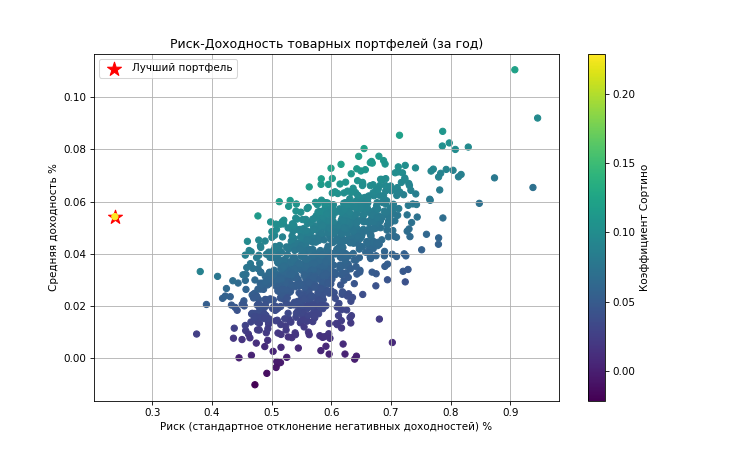 Риск-Доходность товарных портфелей (за год)
Лучший портфель
Средняя доходность %
0.10
0.08
0.06
0.04
0.02
0.00
0.3 0.4 0.5 0.6 0.7 0.8 0.9
Риск (стандартное отклонение негативных доходностей) %
0.20
0.15
0.10
0.05
0.00
Коэффициент Сортино